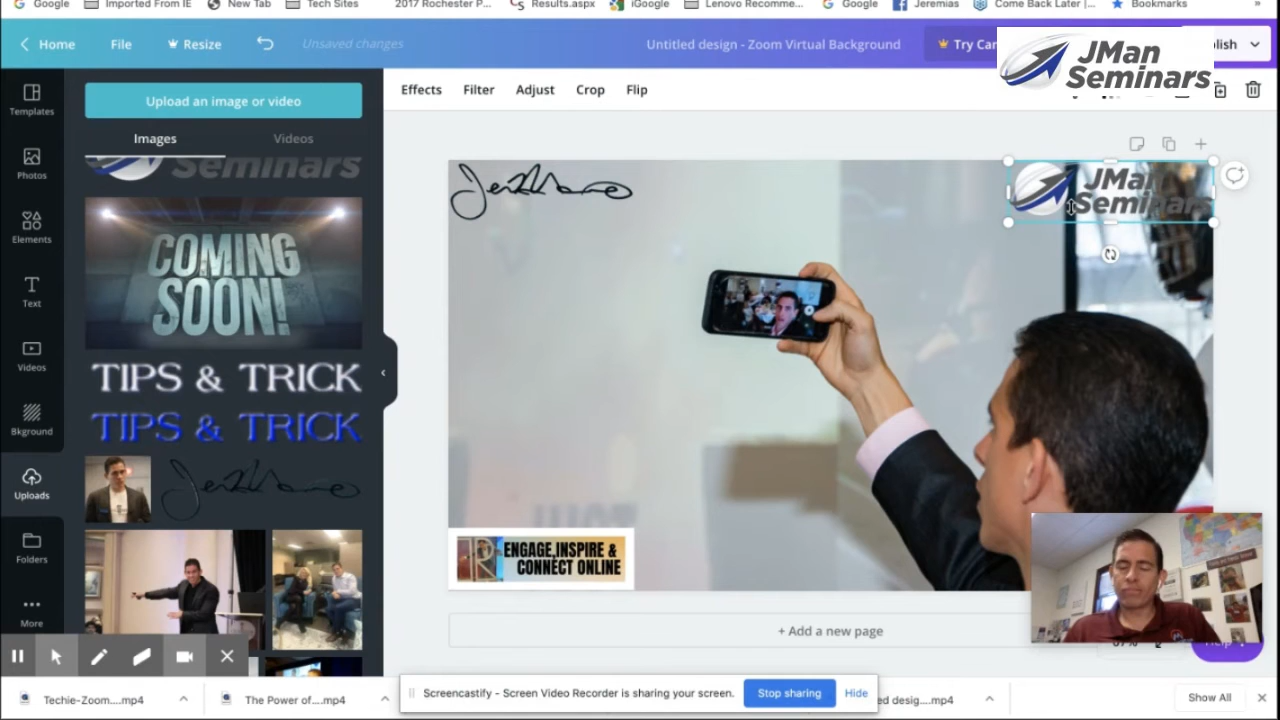 Google Imported From IE New Tab Tech Sites 2017 Rochester P... Results.aspx iGoogle Lenovo Recomme... Google Jeremias Come Back Later |... Bookmarks »
Home File Resize Unsaved changes Untitled design - Zoom Virtual Background Try Can lish
JMan
Seminars
Templates
Photos
Elements
Text
Videos
Bkground
Uploads
Folders
More
Upload an image or video
Images Videos
Seminars
COMING
SOON!
TIPS & TRICK
TIPS & TRICK
Effects Filter Adjust Crop Flip
JMan
Seminars
ENGAGE,INSPIRE &
CONNECT ONLINE
+ Add a new page
Help
Techie-Zoom....mp4 The Power of....mp4 Screencastify - Screen Video Recorder is sharing your screen. Stop sharing Hide ed desig....mp4 Show All